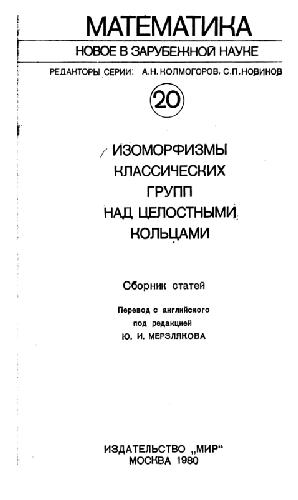 МАТЕМАТИКА
НОВОЕ В ЗАРУБЕЖНОЙ НАУКЕ
РЕДАКТОРЫ СЕРИИ: А.Н.КОЛМОГОРОВ, С.П.НОВИКОВ
20
ИЗОМОРФИЗМЫ
КЛАССИЧЕСКИХ
ГРУПП
НАД ЦЕЛОСТНЫМИ
КОЛЬЦАМИ
Сборник статей
Перевод с английского
под редакцией
Ю. И. МЕРЗЛЯКОВА
ИЗДАТЕЛЬСТВО „МИР“
МОСКВА 1980